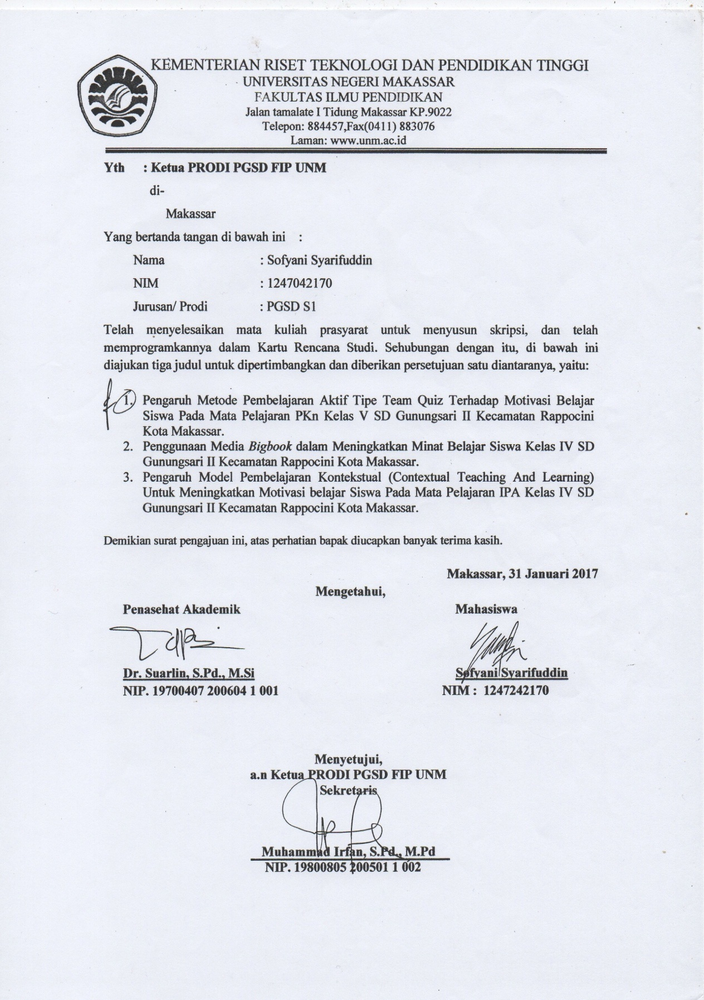 KEMENTERIAN RISET TEKNOLOGI DAN PENDIDIKAN TINGGI
UNIVERSITAS NEGERI MAKASSAR
FAKULTAS ILMU PENDIDIKAN
Jalan tamalate I Tidung Makassar KP.9022
Telepon: 884457,Fax(0411) 883076
Laman: www.unm.ac.id
Yth : Ketua PRODI PGSD FIP UNM
di-
Makassar
Yang bertanda tangan di bawah ini :
Nama : Sofyani Syarifuddin
NIM : 1247042170
Jurusan/ Prodi : PGSD S1
Telah menyelesaikan mata kuliah prasyarat untuk menyusun skripsi, dan telah
memprogramkannya dalam Kartu Rencana Studi. Sehubungan dengan itu, di bawah ini
diajukan tiga judul untuk dipertimbangkan dan diberikan persetujuan satu diantaranya, yaitu:
1. Pengaruh Metode Pembelajaran Aktif Tipe Team Quiz Terhadap Motivasi Belajar
Siswa Pada Mata Pelajaran PKn Kelas V SD Gunungsari II Kecamatan Rappocini
Kota Makassar.
2. Penggunaan Media Bigbook dalam Meningkatkan Minat Belajar Siswa Kelas IV SD
Gunungsari II Kecamatan Rappocini Kota Makassar.
3. Pengaruh Model Pembelajaran Kontekstual (Contextual Teaching And Learning)
Untuk Meningkatkan Motivasi belajar Siswa Pada Mata Pelajaran IPA Kelas IV SD
Gunungsari II Kecamatan Rappocini Kota Makassar.
Demikian surat pengajuan ini, atas perhatian bapak diucapkan banyak terima kasih.
Makassar, 31 Januari 2017
Mengetahui,
Penasehat Akademik Mahasiswa
Dr. Suarlin, S.Pd., M.Si Sofyani Syarifuddin
NIP. 19700407 200604 1 001 NIM : 1247242170
Menyetujui,
a.n Ketua PRODI PGSD FIP UNM
Sekretaris
Muhammad Irfan, S.Pd., M.Pd
NIP. 19800805 200501 1 002